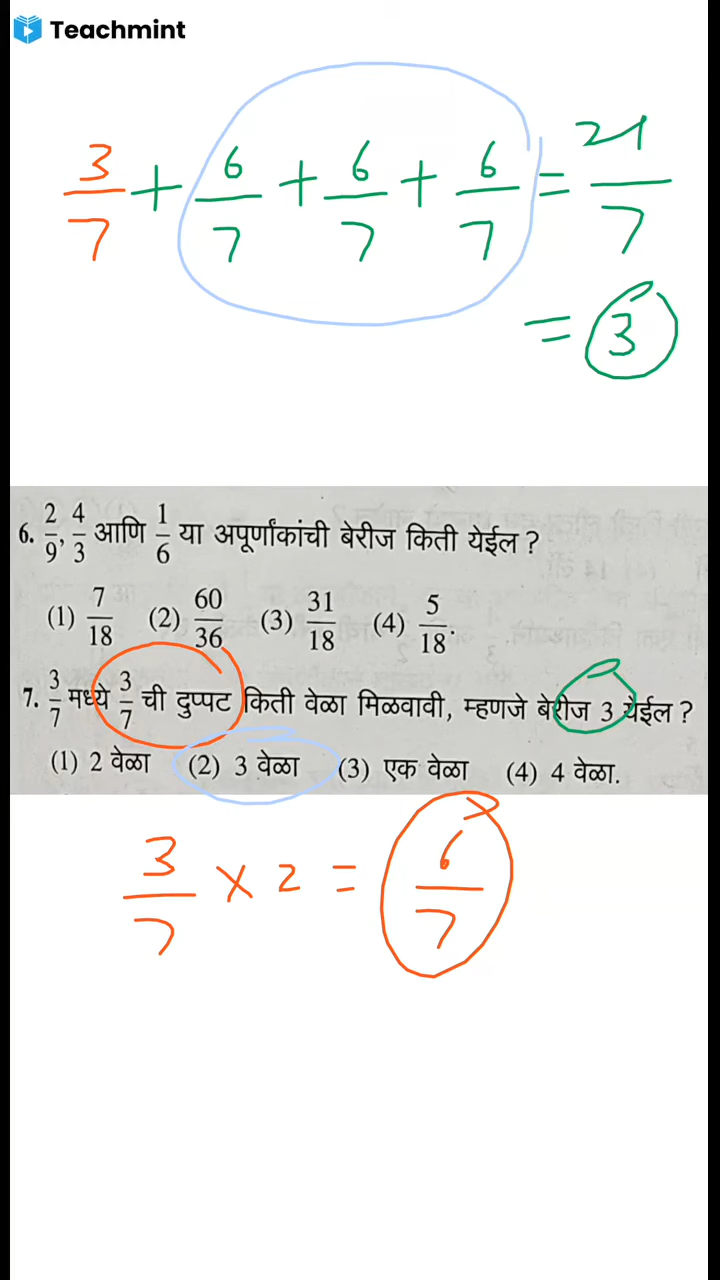 Teachmint
3/7 + 6/7 + 6/7 + 6/7 = 21/7
= 3
6. 2/9, 4/3 आणि 1/6 या अपूर्णांकांची बेरीज किती येईल ?
(1) 7/18 (2) 60/36 (3) 31/18 (4) 5/18.
7. 3/7 मध्ये 3/7 ची दुप्पट किती वेळा मिळवावी, म्हणजे बेरीज 3 येईल ?
(1) 2 वेळा (2) 3 वेळा (3) एक वेळा (4) 4 वेळा.
3/7 × 2 = 6/7